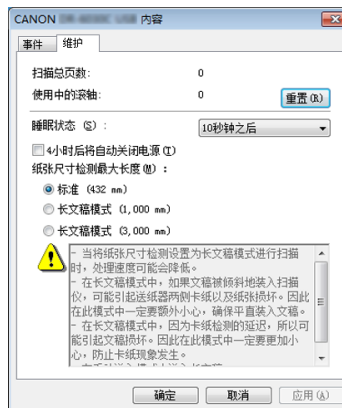 CANON 内容
事件 维护
扫描总页数: 0
使用中的滚轴: 0 重置(R)
睡眠状态 (S) : 10秒钟之后
4小时后将自动关闭电源(T)
纸张尺寸检测最大长度(M) :
标准 (432 mm)
长文稿模式 (1,000 mm)
长文稿模式 (3,000 mm)
- 当将纸张尺寸检测设置为长文稿模式进行扫描
时，处理速度可能会降低。
- 在长文稿模式中，如果文稿被倾斜地装入扫描
仪，可能引起送纸器两侧卡纸以及纸张损坏。因此
在此模式中一定要额外小心，确保平直装入文稿。
- 在长文稿模式中，因为卡纸检测的延迟，所以可
能引起文稿损坏。因此在此模式中一定要更加小
心，防止卡纸现象发生。
确定 取消 应用(A)